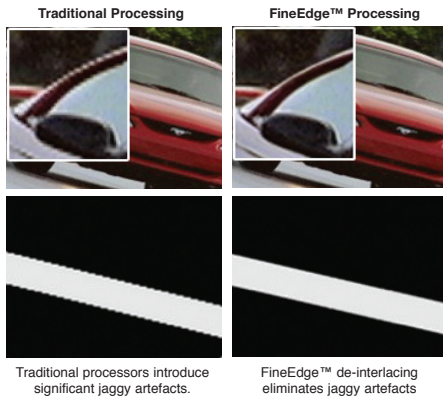 Traditional Processing
FineEdge™ Processing
Traditional processors introduce
significant jaggy artefacts.
FineEdge™ de-interlacing
eliminates jaggy artefacts